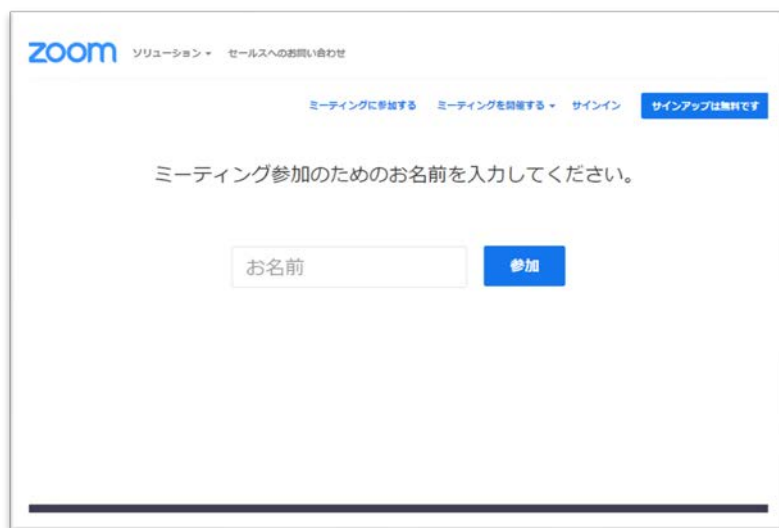 zoom ソリューション セールスへのお問い合わせ
ミーティングに参加する ミーティングを開催する サインイン サインアップは無料です
ミーティング参加のためのお名前を入力してください。
お名前 参加